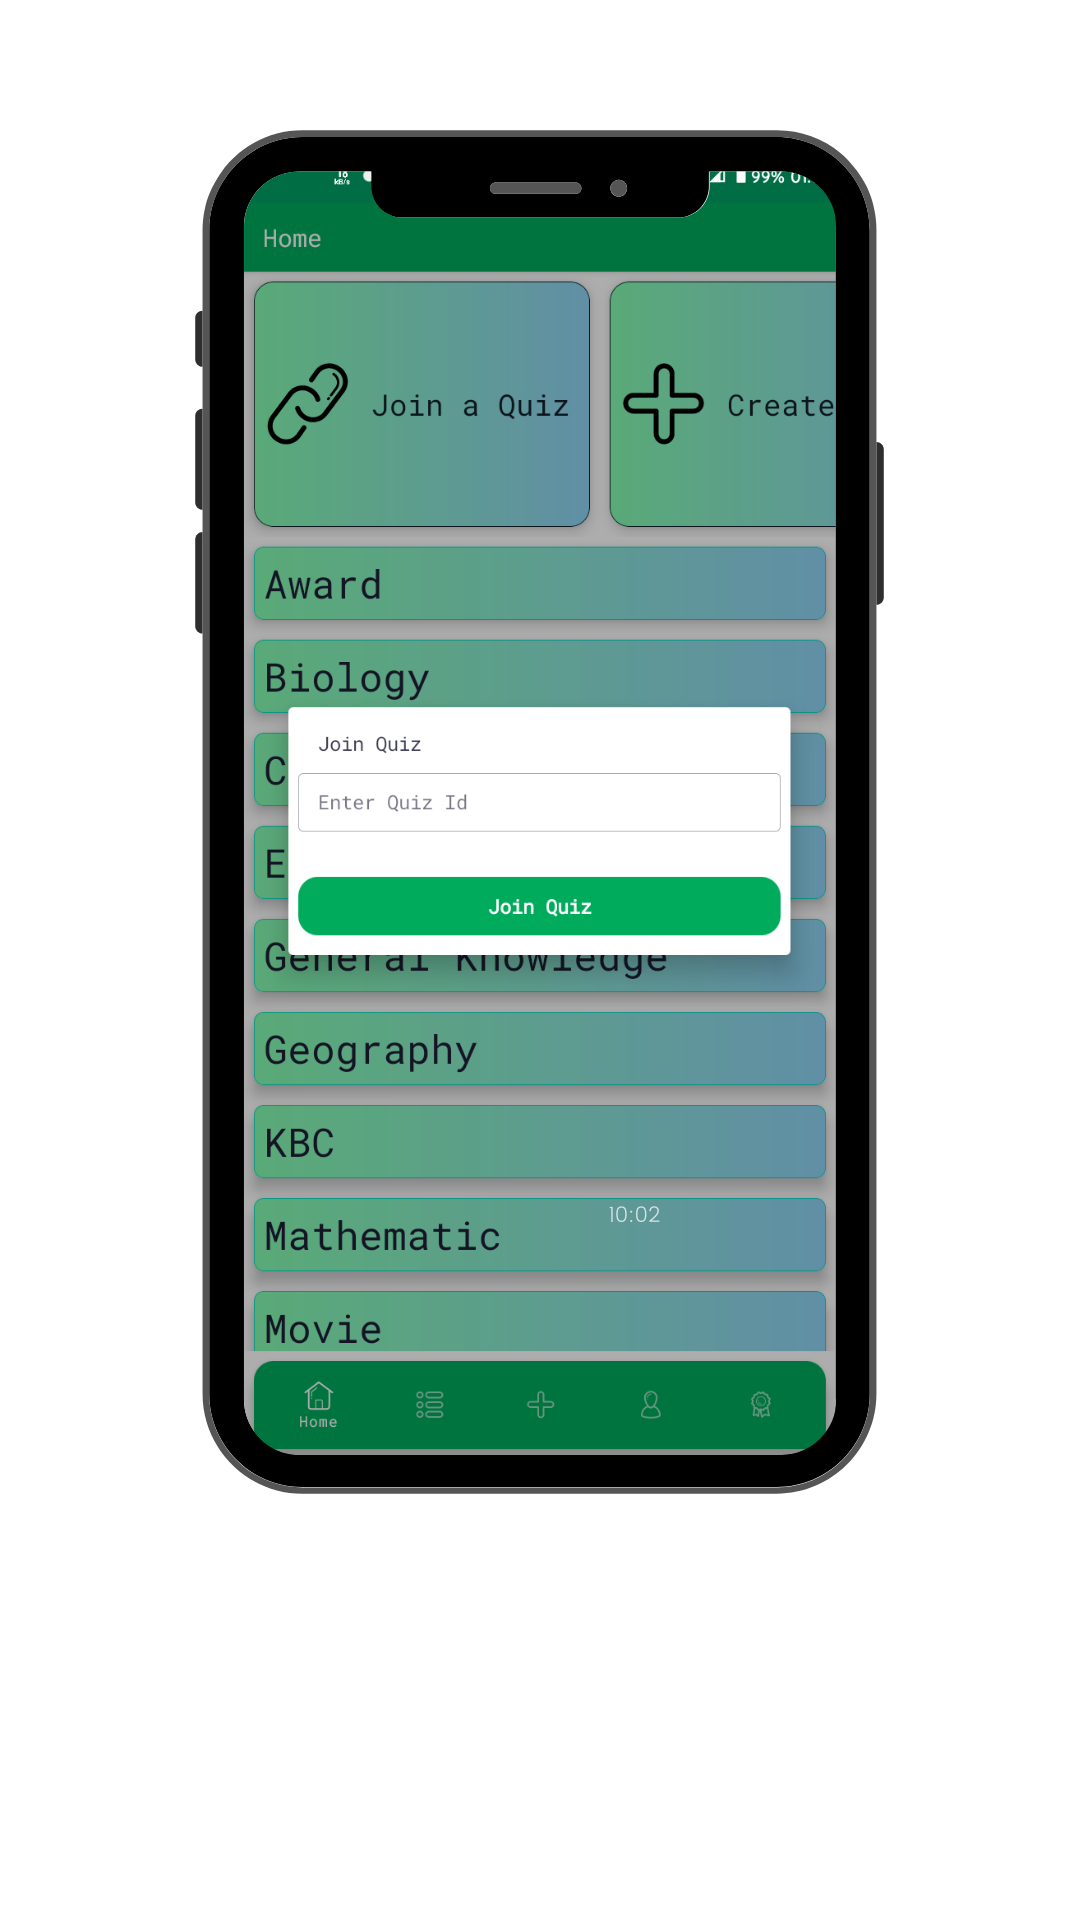 kB/s 99%
Home
Join a Quiz
Create
Award
Biology
C
Join Quiz
Enter Quiz Id
E
Join Quiz
General Knowledge
Geography
KBC
10:02
Mathematic
Movie
Home